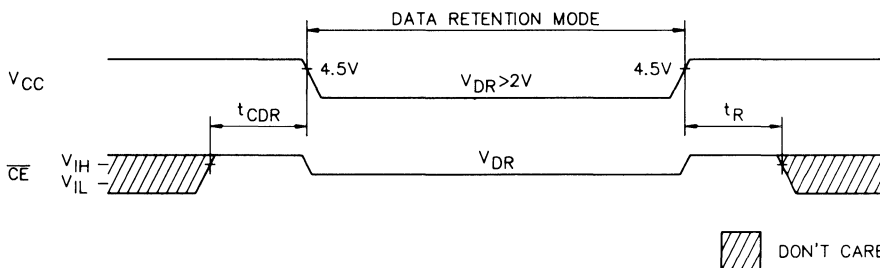 DATA RETENTION MODE
4.5V
4.5V
VCC
VDR>2V
tCDR
tR
VIH
CE
VIL
VDR
DON'T CARE